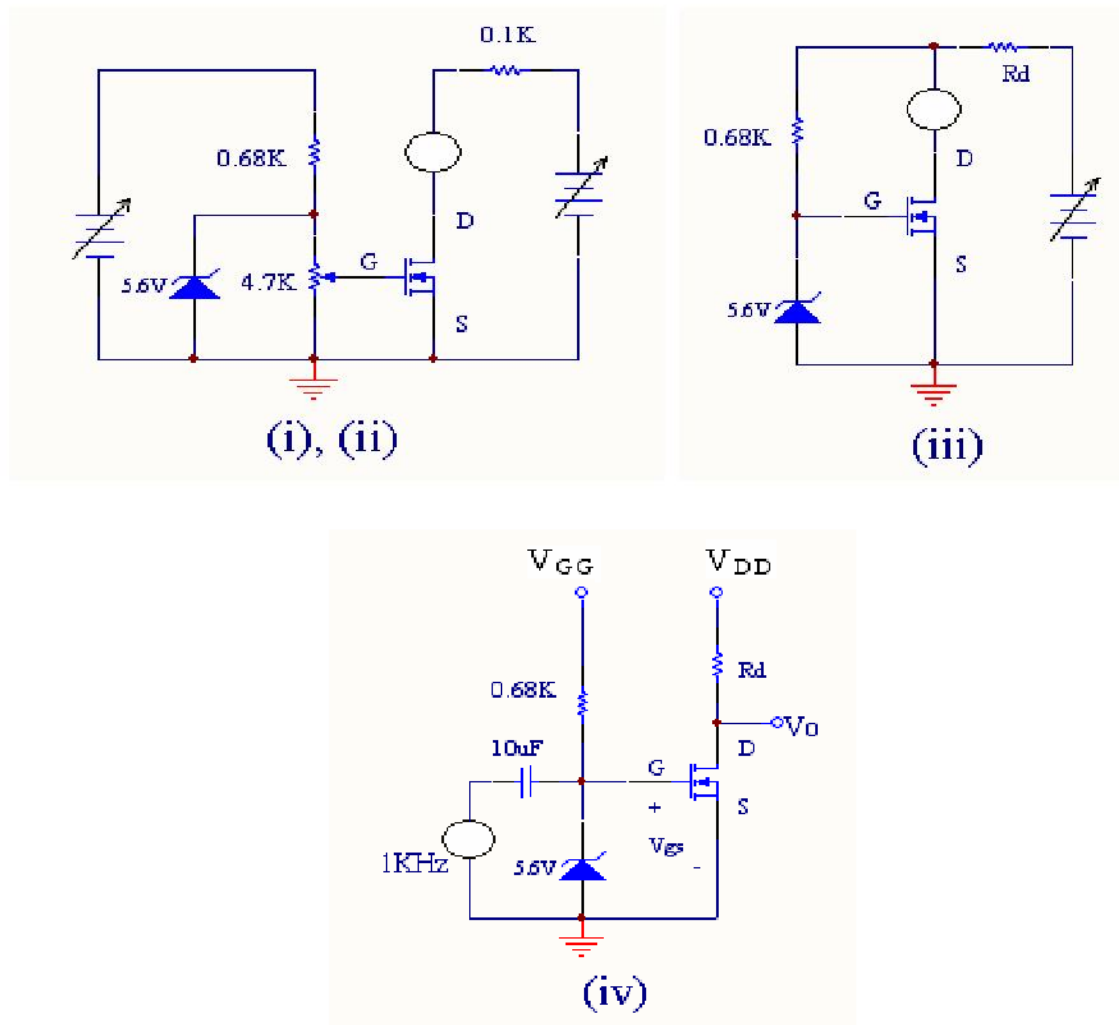 0.1K
0.68K
D
5.6V
4.7K
G
S
(i), (ii)
Rd
0.68K
D
G
S
5.6V
(iii)
VGG
VDD
Rd
0.68K
Vo
10uF
D
G
S
+
Vgs
-
1KHz
5.6V
(iv)